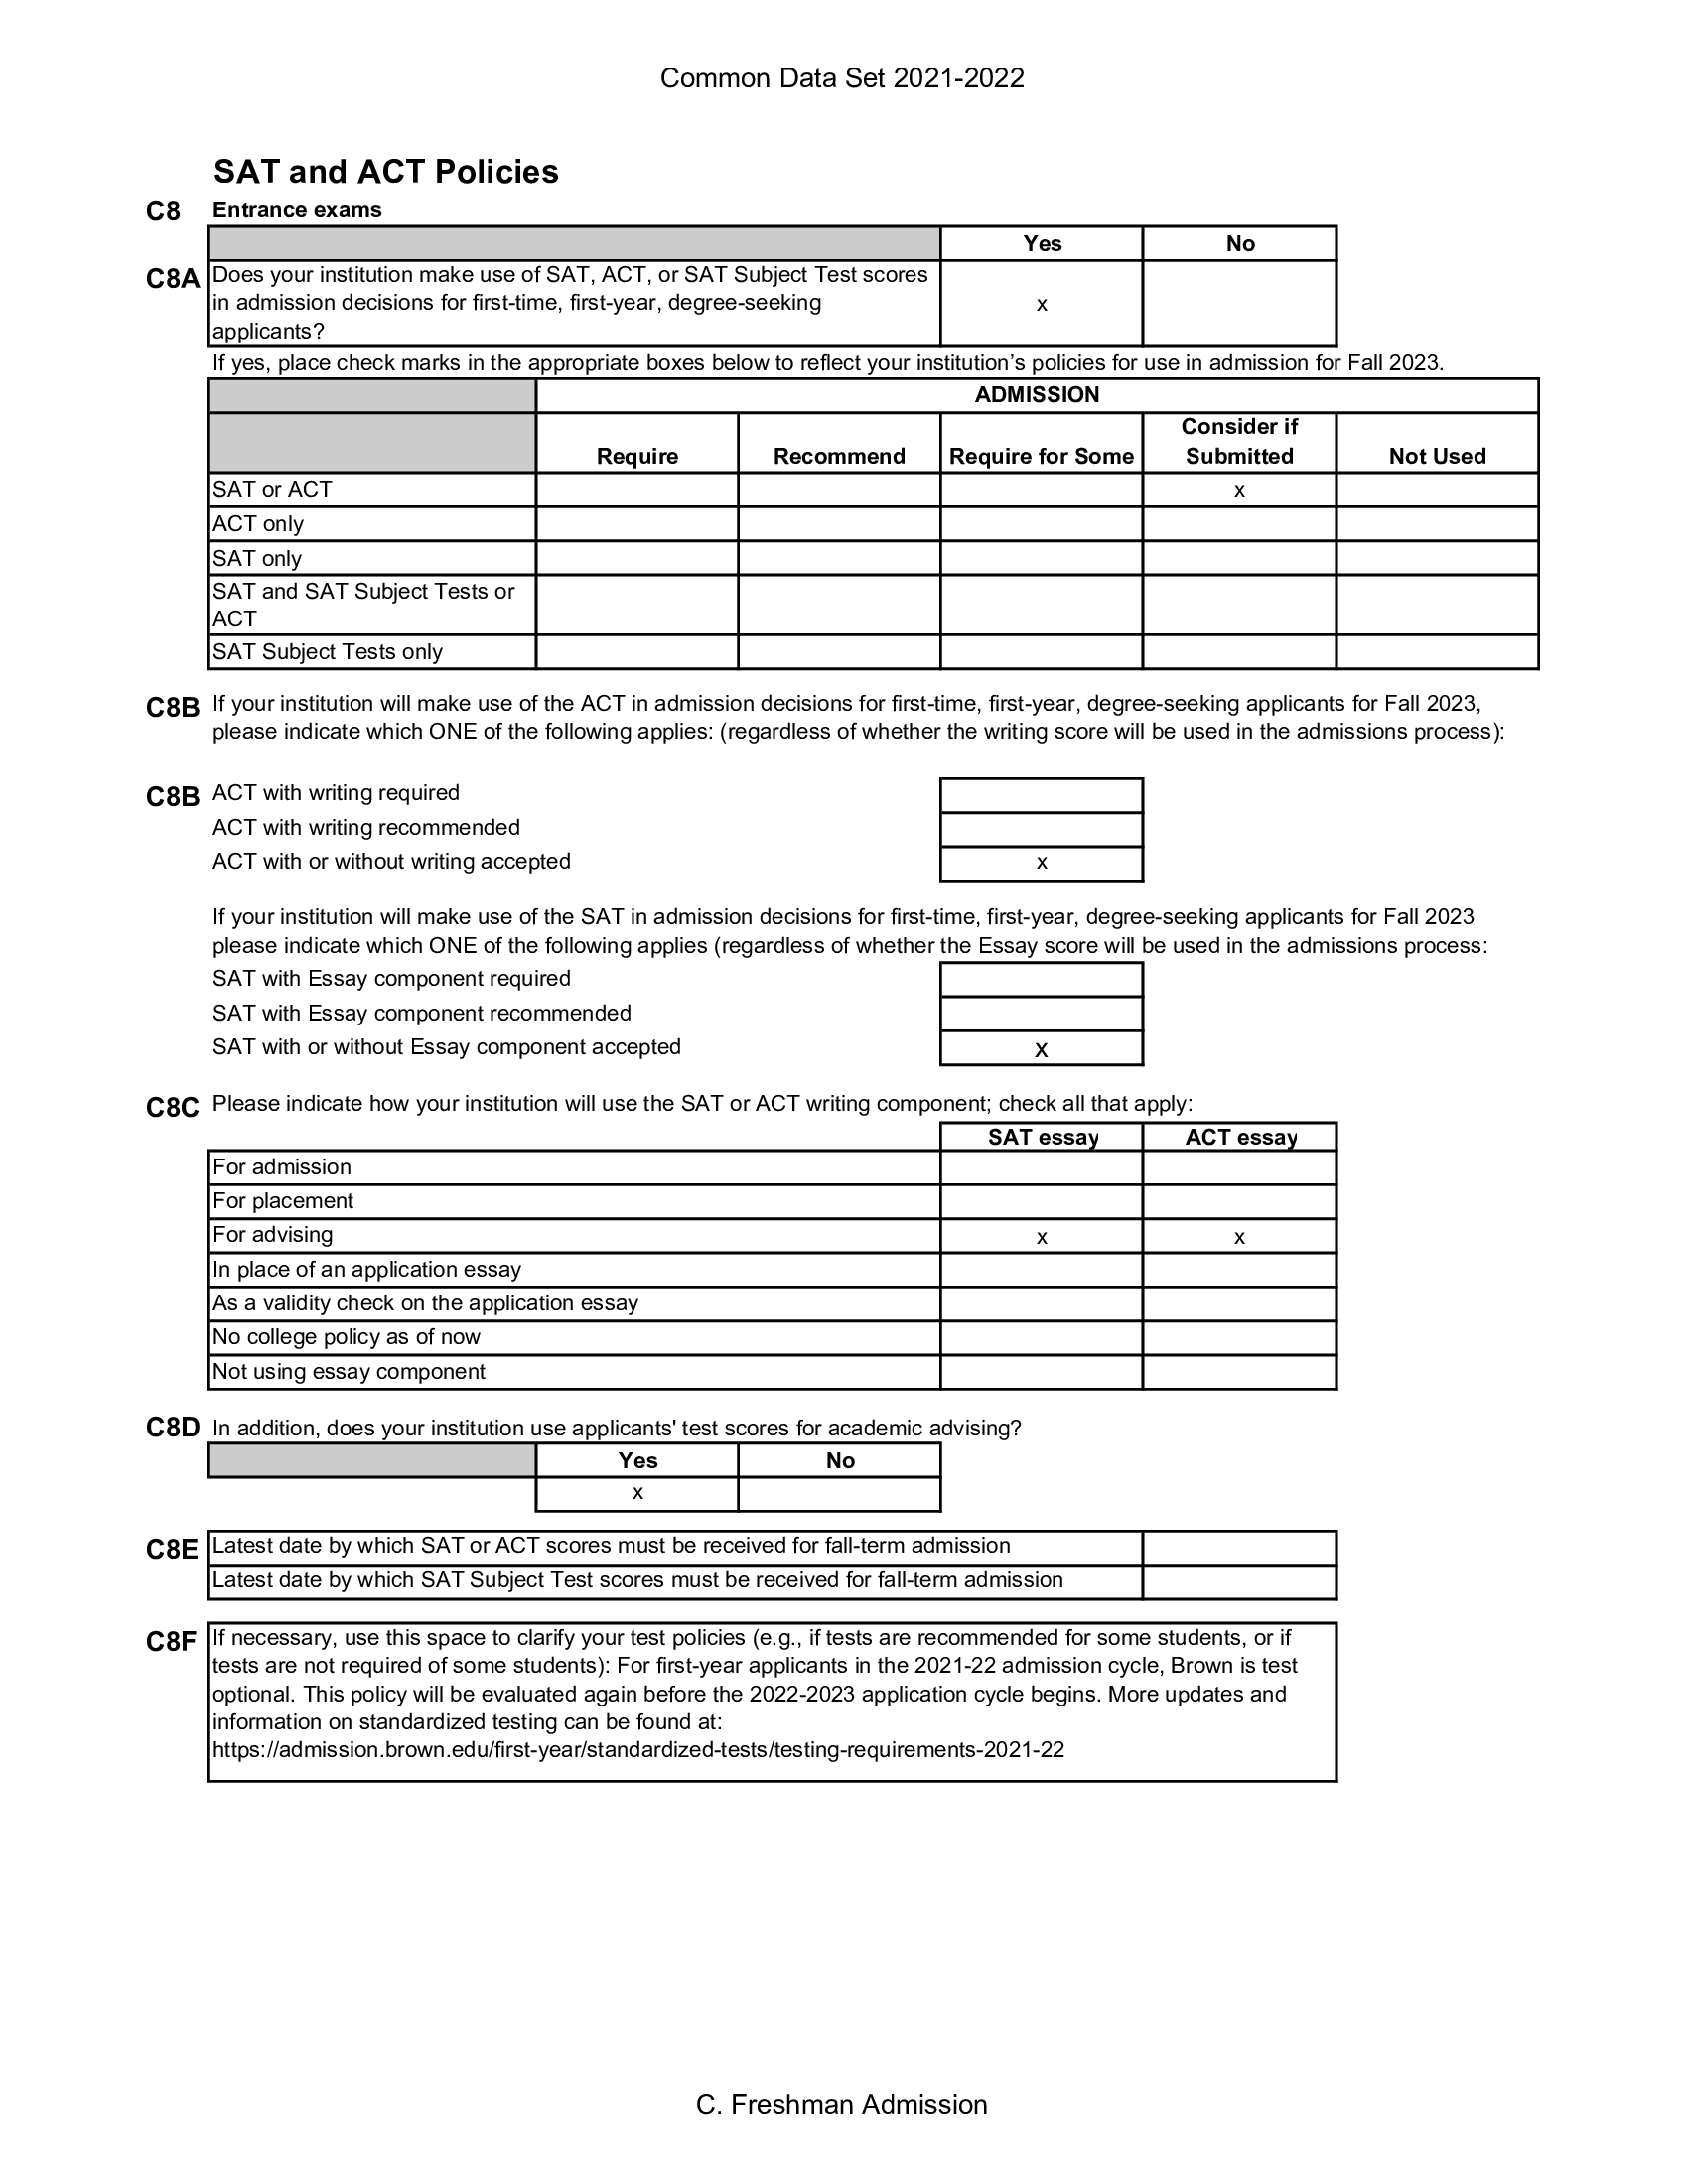 Common Data Set 2021-2022
SAT and ACT Policies
C8 Entrance exams
Yes No
C8A Does your institution make use of SAT, ACT, or SAT Subject Test scores
in admission decisions for first-time, first-year, degree-seeking
applicants?
x
If yes, place check marks in the appropriate boxes below to reflect your institution’s policies for use in admission for Fall 2023.
ADMISSION
Require Recommend Require for Some Consider if Submitted Not Used
SAT or ACT x
ACT only
SAT only
SAT and SAT Subject Tests or
ACT
SAT Subject Tests only
C8B If your institution will make use of the ACT in admission decisions for first-time, first-year, degree-seeking applicants for Fall 2023,
please indicate which ONE of the following applies: (regardless of whether the writing score will be used in the admissions process):
C8B ACT with writing required
ACT with writing recommended
ACT with or without writing accepted x
If your institution will make use of the SAT in admission decisions for first-time, first-year, degree-seeking applicants for Fall 2023
please indicate which ONE of the following applies (regardless of whether the Essay score will be used in the admissions process:
SAT with Essay component required
SAT with Essay component recommended
SAT with or without Essay component accepted x
C8C Please indicate how your institution will use the SAT or ACT writing component; check all that apply:
SAT essay ACT essay
For admission
For placement
For advising x x
In place of an application essay
As a validity check on the application essay
No college policy as of now
Not using essay component
C8D In addition, does your institution use applicants' test scores for academic advising?
Yes No
x
C8E Latest date by which SAT or ACT scores must be received for fall-term admission
Latest date by which SAT Subject Test scores must be received for fall-term admission
C8F If necessary, use this space to clarify your test policies (e.g., if tests are recommended for some students, or if
tests are not required of some students): For first-year applicants in the 2021-22 admission cycle, Brown is test
optional. This policy will be evaluated again before the 2022-2023 application cycle begins. More updates and
information on standardized testing can be found at:
https://admission.brown.edu/first-year/standardized-tests/testing-requirements-2021-22
C. Freshman Admission